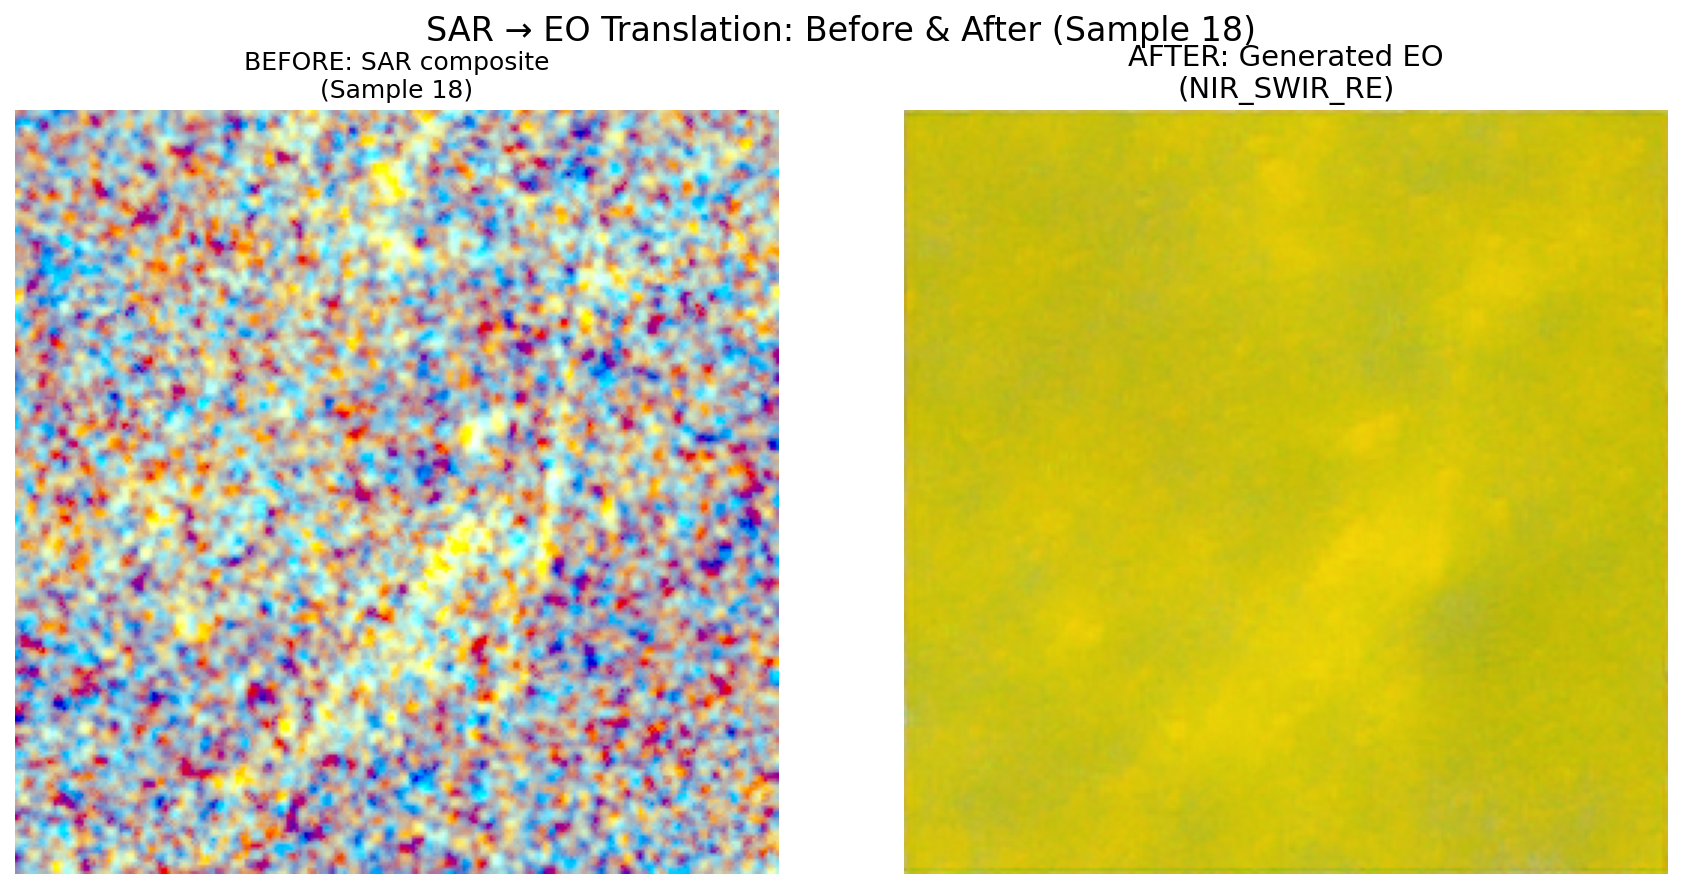 SAR → EO Translation: Before & After (Sample 18)
BEFORE: SAR composite
(Sample 18)
AFTER: Generated EO
(NIR_SWIR_RE)